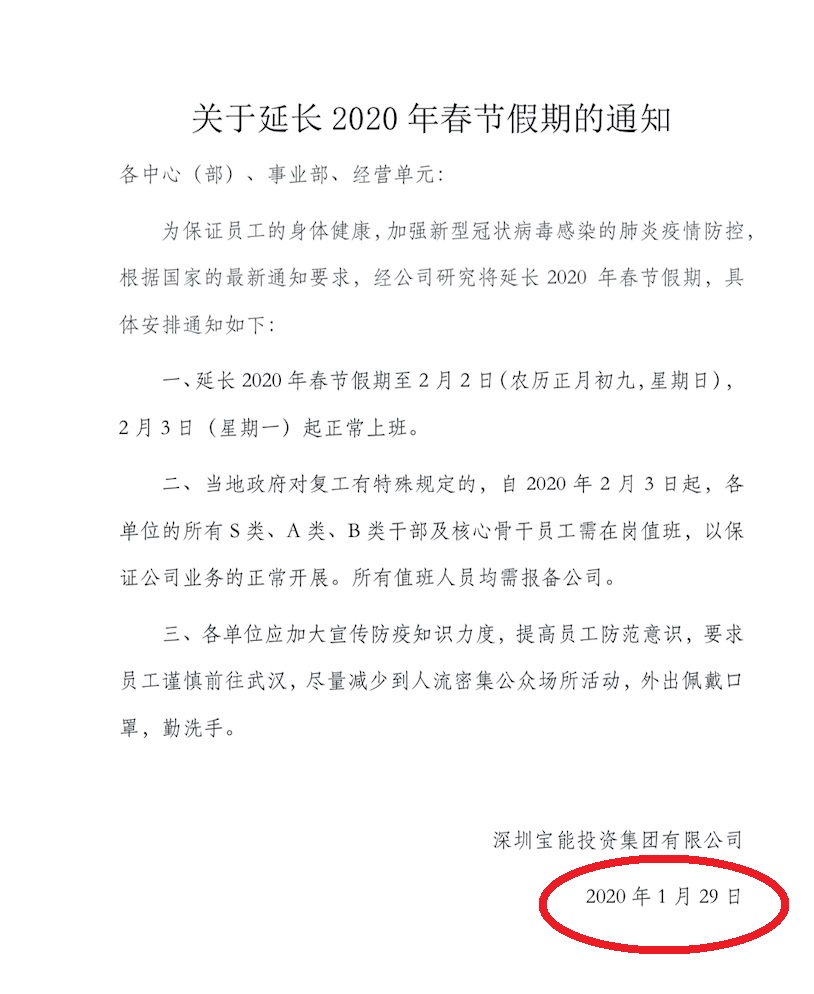 关于延长 2020 年春节假期的通知
各中心（部）、事业部、经营单元：
为保证员工的身体健康，加强新型冠状病毒感染的肺炎疫情防控，
根据国家的最新通知要求，经公司研究将延长 2020 年春节假期，具
体安排通知如下：
一、延长 2020 年春节假期至 2 月 2 日（农历正月初九，星期日），
2 月 3 日（星期一）起正常上班。
二、当地政府对复工有特殊规定的，自 2020 年 2 月 3 日起，各
单位的所有 S 类、A 类、B 类干部及核心骨干员工需在岗值班，以保
证公司业务的正常开展。所有值班人员均需报备公司。
三、各单位应加大宣传防疫知识力度，提高员工防范意识，要求
员工谨慎前往武汉，尽量减少到人流密集公众场所活动，外出佩戴口
罩，勤洗手。
深圳宝能投资集团有限公司
2020 年 1 月 29 日